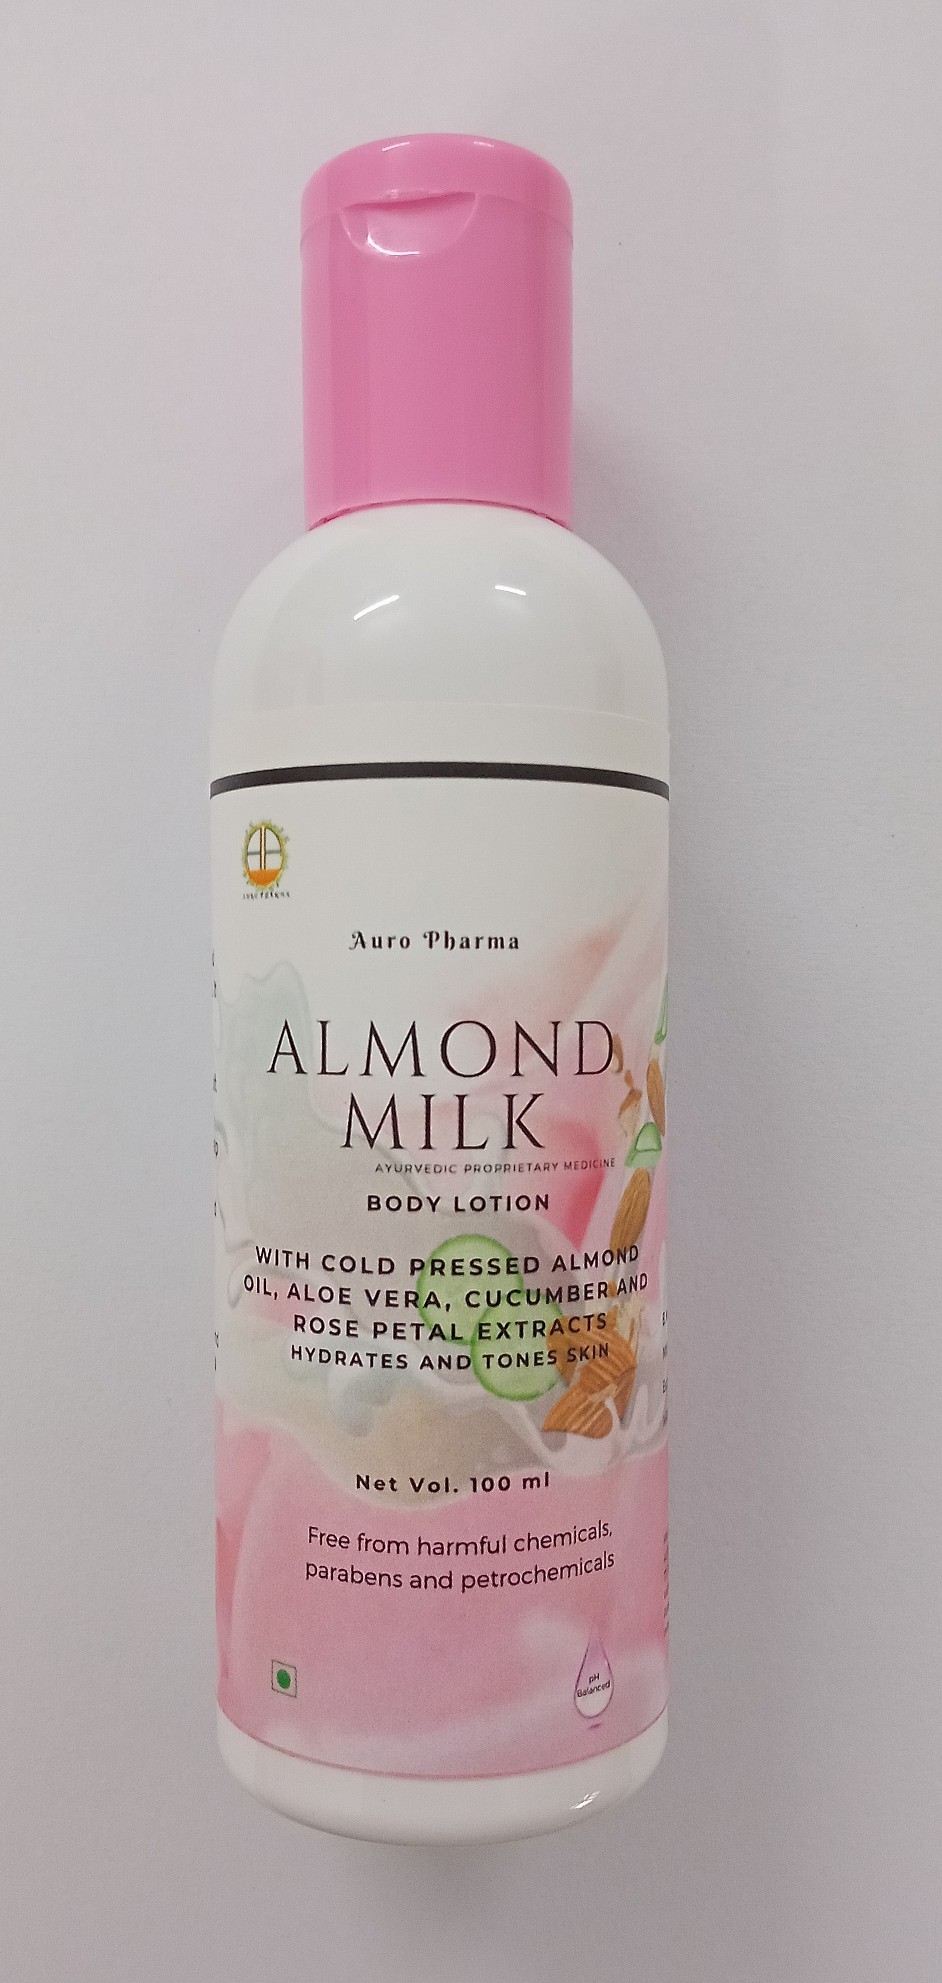 Auro Pharma
ALMOND
MILK
AYURVEDIC PROPRIETARY MEDICINE
BODY LOTION
WITH COLD PRESSED ALMOND
OIL, ALOE VERA, CUCUMBER AND
ROSE PETAL EXTRACTS
HYDRATES AND TONES SKIN
Net Vol. 100 ml
Free from harmful chemicals,
parabens and petrochemicals
pH
Balanced